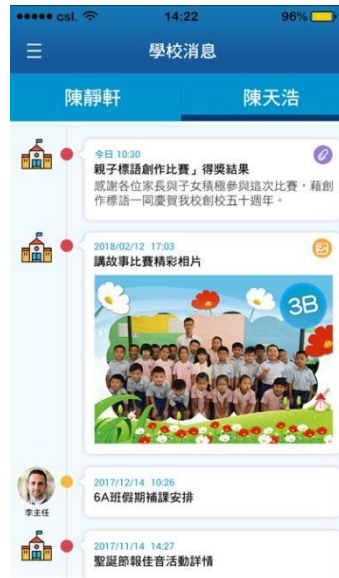 csl.
14:22
96%
學校消息
陳靜軒
陳天浩
今日 10:30
親子標語創作比賽」得獎結果
感謝各位家長與子女積極參與這次比賽,藉創
作標語一同慶賀我校創校五十週年。
2018/02/12 17:03
講故事比賽精彩相片
3B
2017/12/14 10:26
6A班假期補課安排
李主任
2017/11/14 14:27
聖誕節報佳音活動詳情